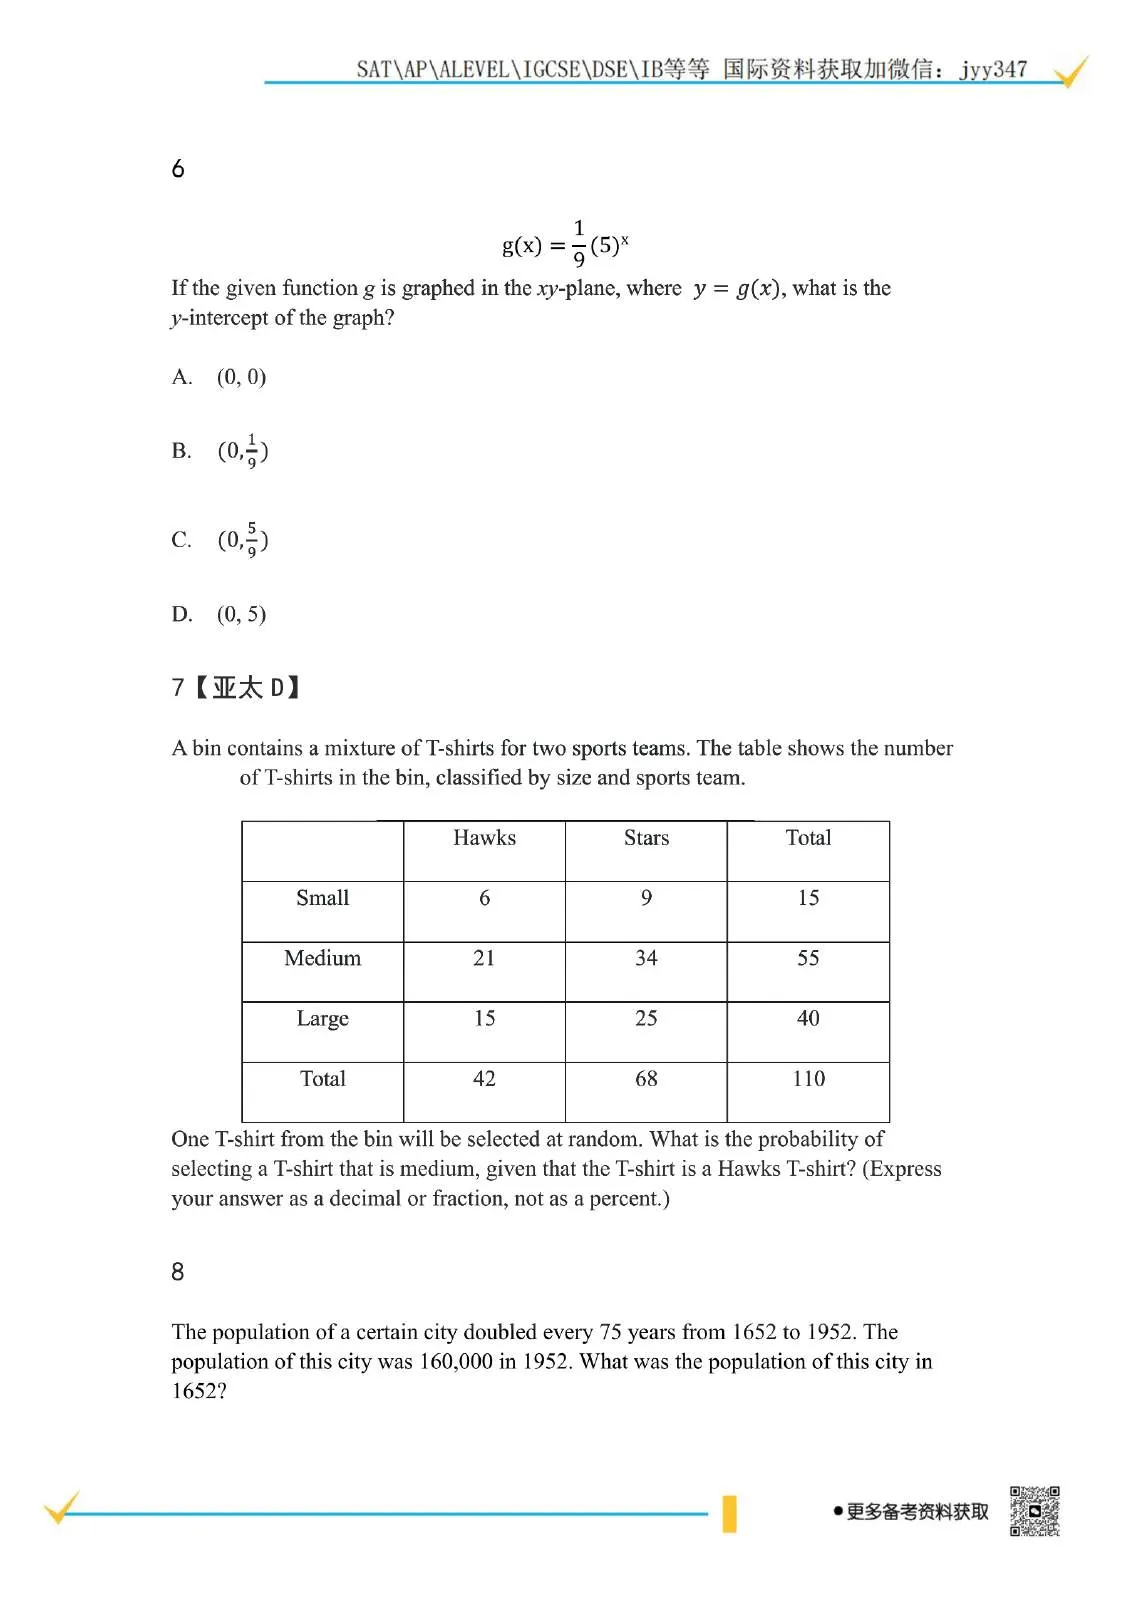 SAT\AP\ALEVEL\IGCSE\DSE\IB等等 国际资料获取加微信: jyy347
6
g(x) = 1/9 (5)^x
If the given function g is graphed in the xy-plane, where y = g(x), what is the
y-intercept of the graph?
A. (0, 0)
B. (0, 1/9)
C. (0, 5/9)
D. (0, 5)
7【亚太 D】
A bin contains a mixture of T-shirts for two sports teams. The table shows the number
of T-shirts in the bin, classified by size and sports team.
Hawks Stars Total
Small 6 9 15
Medium 21 34 55
Large 15 25 40
Total 42 68 110
One T-shirt from the bin will be selected at random. What is the probability of
selecting a T-shirt that is medium, given that the T-shirt is a Hawks T-shirt? (Express
your answer as a decimal or fraction, not as a percent.)
8
The population of a certain city doubled every 75 years from 1652 to 1952. The
population of this city was 160,000 in 1952. What was the population of this city in
1652?
●更多备考资料获取